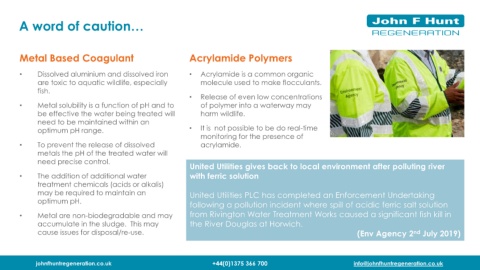 A word of caution…
John F Hunt
REGENERATION
Metal Based Coagulant
• Dissolved aluminium and dissolved iron
are toxic to aquatic wildlife, especially
fish.
• Metal solubility is a function of pH and to
be effective the water being treated will
need to be maintained within an
optimum pH range.
• To prevent the release of dissolved
metals the pH of the treated water will
need precise control.
• The addition of additional water
treatment chemicals (acids or alkalis)
may be required to maintain an
optimum pH.
• Metal are non-biodegradable and may
accumulate in the sludge. This may
cause issues for disposal/re-use.
Acrylamide Polymers
• Acrylamide is a common organic
molecule used to make flocculants.
• Release of even low concentrations
of polymer into a waterway may
harm wildlife.
• It is not possible to be do real-time
monitoring for the presence of
acrylamide.
United Utilities gives back to local environment after polluting river
with ferric solution
United Utilities PLC has completed an Enforcement Undertaking
following a pollution incident where spill of acidic ferric salt solution
from Rivington Water Treatment Works caused a significant fish kill in
the River Douglas at Horwich.
(Env Agency 2nd July 2019)
johnfhuntregeneration.co.uk +44(0)1375 366 700 info@johnfhuntregeneration.co.uk